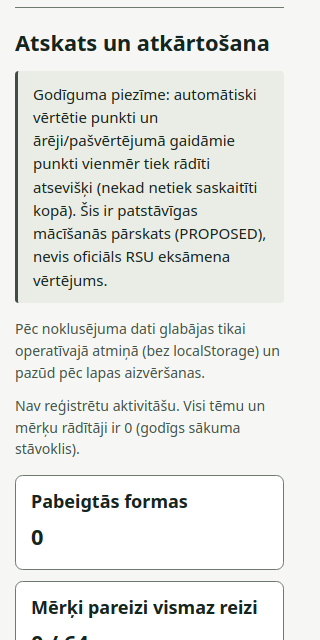 Atskats un atkārtošana
Godīguma piezīme: automātiski
vērtētie punkti un
ārēji/pašvērtējumā gaidāmie
punkti vienmēr tiek rādīti
atsevišķi (nekad netiek saskaitīti
kopā). Šis ir patstāvīgas
mācīšanās pārskats (PROPOSED),
nevis oficiāls RSU eksāmena
vērtējums.
Pēc noklusējuma dati glabājas tikai
operatīvajā atmiņā (bez localStorage) un
pazūd pēc lapas aizvēršanas.
Nav reģistrētu aktivitāšu. Visi tēmu un
mērķu rādītāji ir 0 (godīgs sākuma
stāvoklis).
Pabeigtās formas
0
Mērķi pareizi vismaz reizi